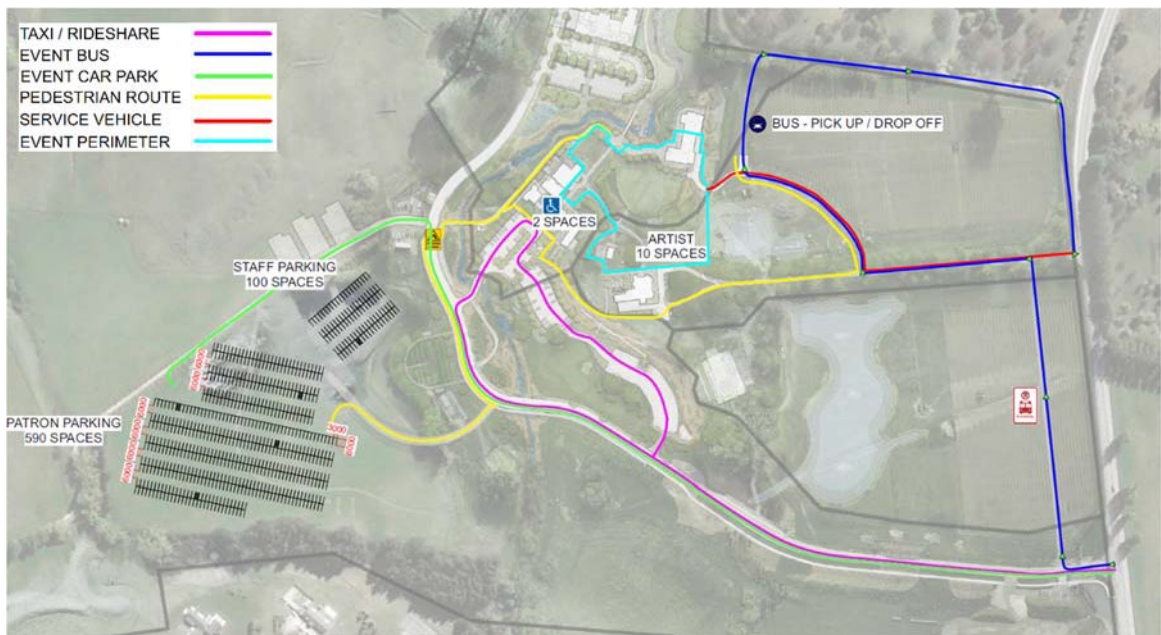 TAXI / RIDESHARE
EVENT BUS
EVENT CAR PARK
PEDESTRIAN ROUTE
SERVICE VEHICLE
EVENT PERIMETER
BUS - PICK UP / DROP OFF
2 SPACES
ARTIST
10 SPACES
STAFF PARKING
100 SPACES
PATRON PARKING
590 SPACES
3000